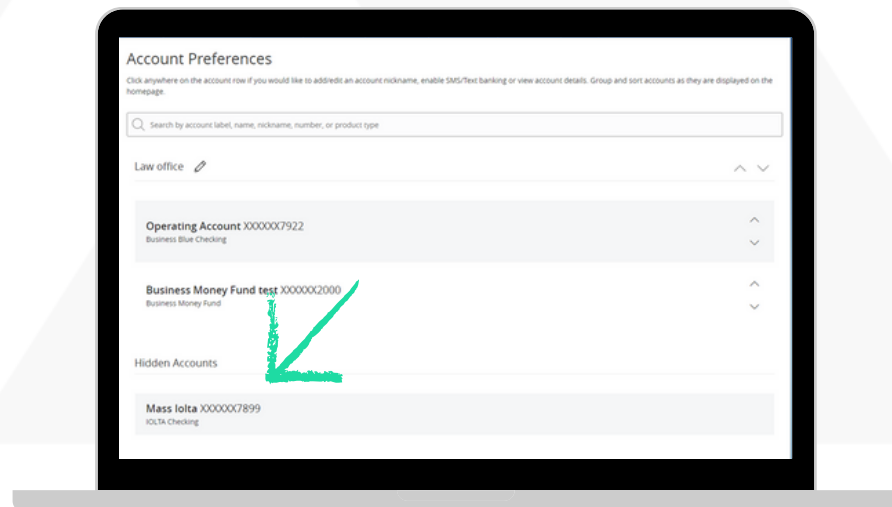 Account Preferences
Click anywhere on the account row if you would like to add/edit an account nickname, enable SMS/Text banking or view account details. Group and sort accounts as they are displayed on the
homepage.
Search by account label, name, nickname, number, or product type
Law office
Operating Account XXXXXX7922
Business Blue Checking
Business Money Fund test XXXXXX2000
Business Money Fund
Hidden Accounts
Mass Iolta XXXXXX7899
IOLTA Checking